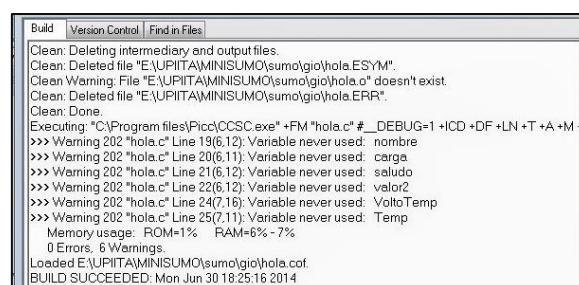 Build Version Control Find in Files
Clean: Deleting intermediary and output files.
Clean: Deleted file "E:\UPIITA\MINISUMO\sumo\gio\hola.ESYM".
Clean Warning: File "E:\UPIITA\MINISUMO\sumo\gio\hola.o" doesn't exist.
Clean: Deleted file "E:\UPIITA\MINISUMO\sumo\gio\hola.ERR".
Clean: Done.
Executing: "C:\Program files\Picc\CCSC.exe" +FM "hola.c" #__DEBUG=1 +ICD +DF +LN +T +A +M +
>>> Warning 202 "hola.c" Line 19(6,12): Variable never used: nombre
>>> Warning 202 "hola.c" Line 20(6,11): Variable never used: carga
>>> Warning 202 "hola.c" Line 21(6,12): Variable never used: saludo
>>> Warning 202 "hola.c" Line 22(6,12): Variable never used: valor2
>>> Warning 202 "hola.c" Line 24(7,16): Variable never used: VoltoTemp
>>> Warning 202 "hola.c" Line 25(7,11): Variable never used: Temp
Memory usage: ROM=1% RAM=6% - 7%
0 Errors, 6 Warnings.
Loaded E:\UPIITA\MINISUMO\sumo\gio\hola.cof.
BUILD SUCCEEDED: Mon Jun 30 18:25:16 2014